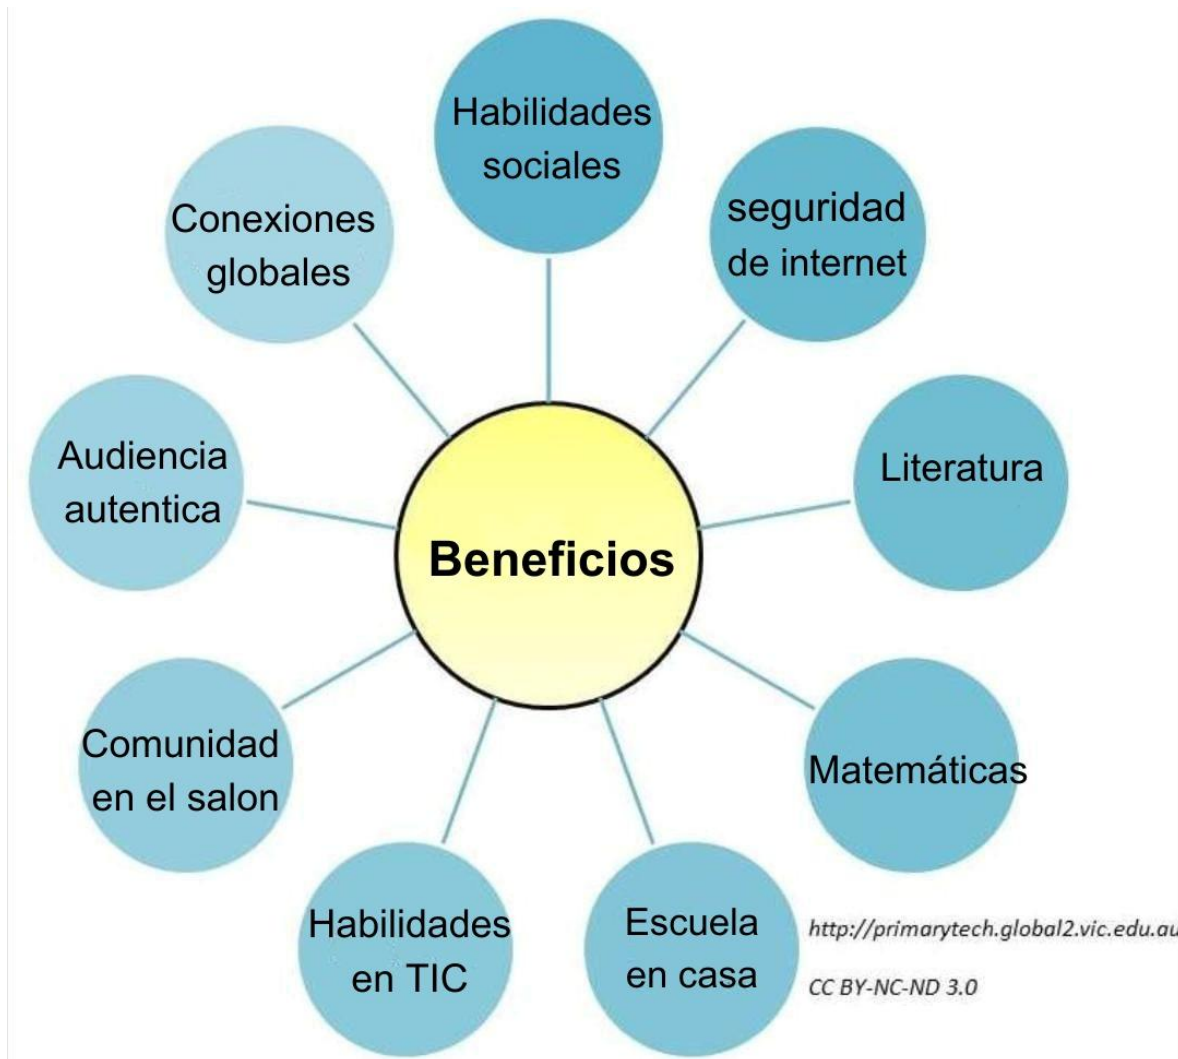 Habilidades
sociales
seguridad
de internet
Literatura
Matemáticas
Escuela
en casa
Habilidades
en TIC
Comunidad
en el salon
Audiencia
autentica
Conexiones
globales
Beneficios
http://primarytech.global2.vic.edu.au
CC BY-NC-ND 3.0